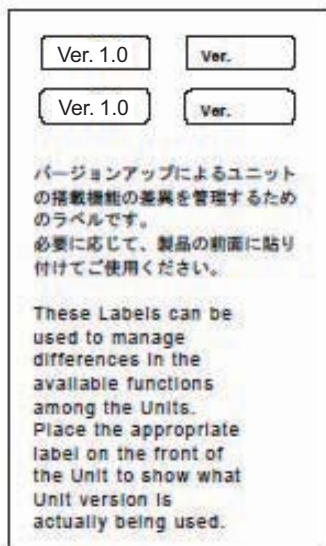 Ver. 1.0 Ver.
Ver. 1.0 Ver.
バージョンアップによるユニット
の搭載機能の差異を管理するため
のラベルです。
必要に応じて、製品の前面に貼り
付けてご使用ください。
These Labels can be
used to manage
differences in the
available functions
among the Units.
Place the appropriate
label on the front of
the Unit to show what
Unit version is
actually being used.